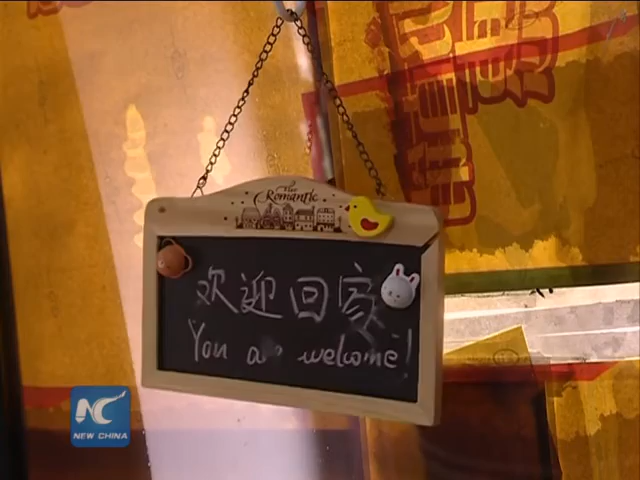 The
Romantic
欢迎回家
You a welcome!
NC
NEW CHINA